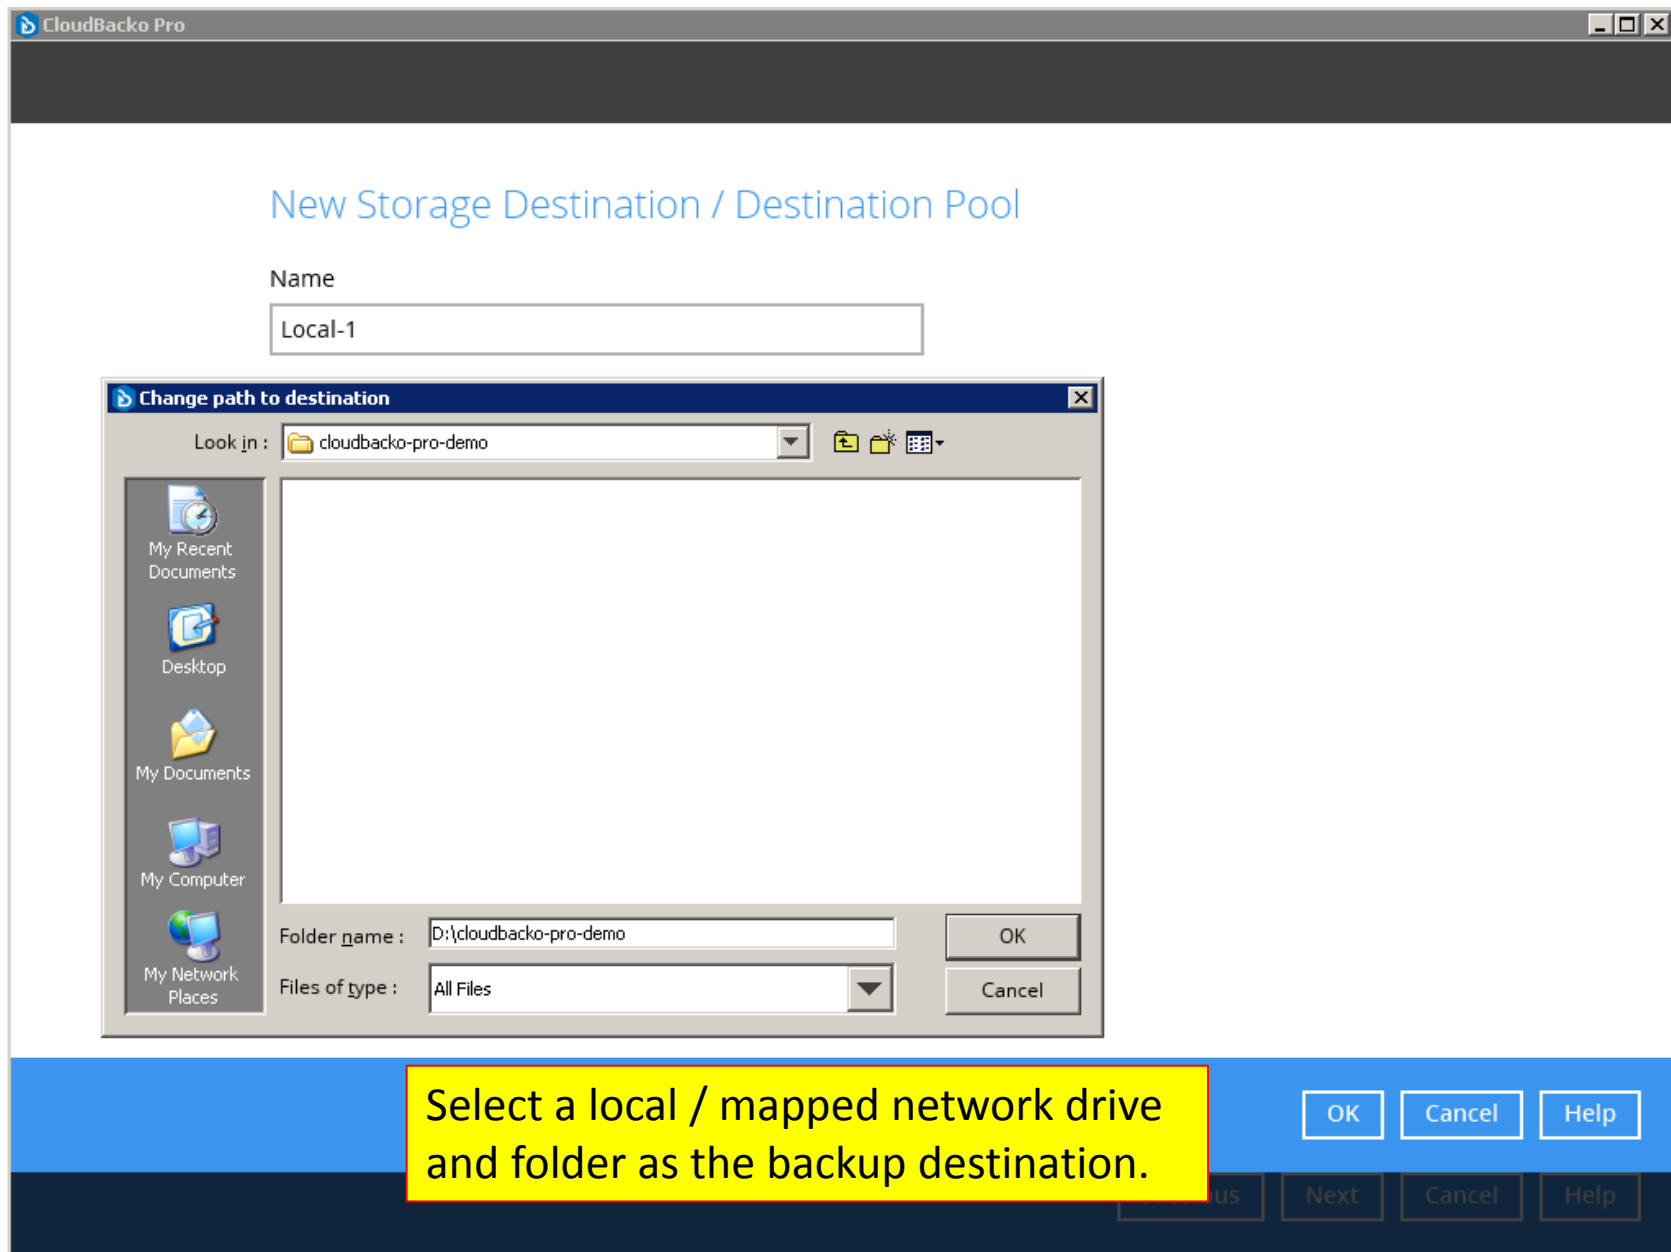 CloudBacko Pro
New Storage Destination / Destination Pool
Name
Local-1
Change path to destination
Look in :
cloudbacko-pro-demo
My Recent
Documents
Desktop
My Documents
My Computer
My Network
Places
Folder name :
D:\cloudbacko-pro-demo
OK
Files of type :
All Files
Cancel
Select a local / mapped network drive
and folder as the backup destination.
OK
Cancel
Help
Next
Cancel
Help